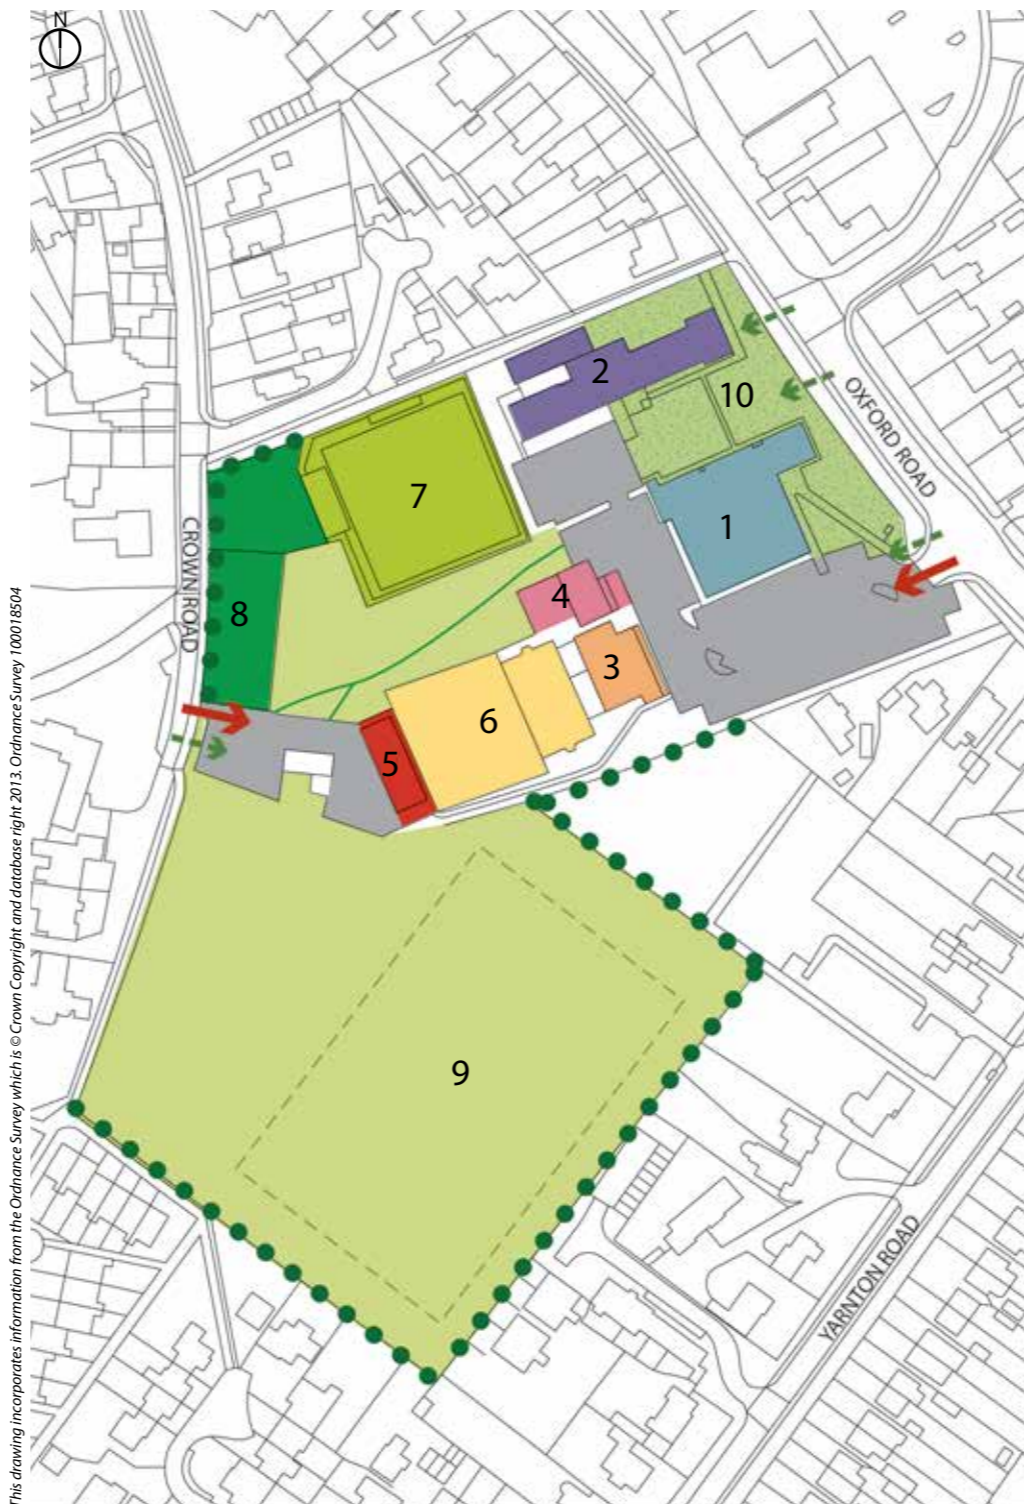 N
2
10
OXFORD ROAD
7
1
CROWN ROAD
8
4
3
6
5
9
YARNTON ROAD
This drawing incorporates information from the Ordnance Survey which is © Crown Copyright and database right 2013. Ordnance Survey 100018504